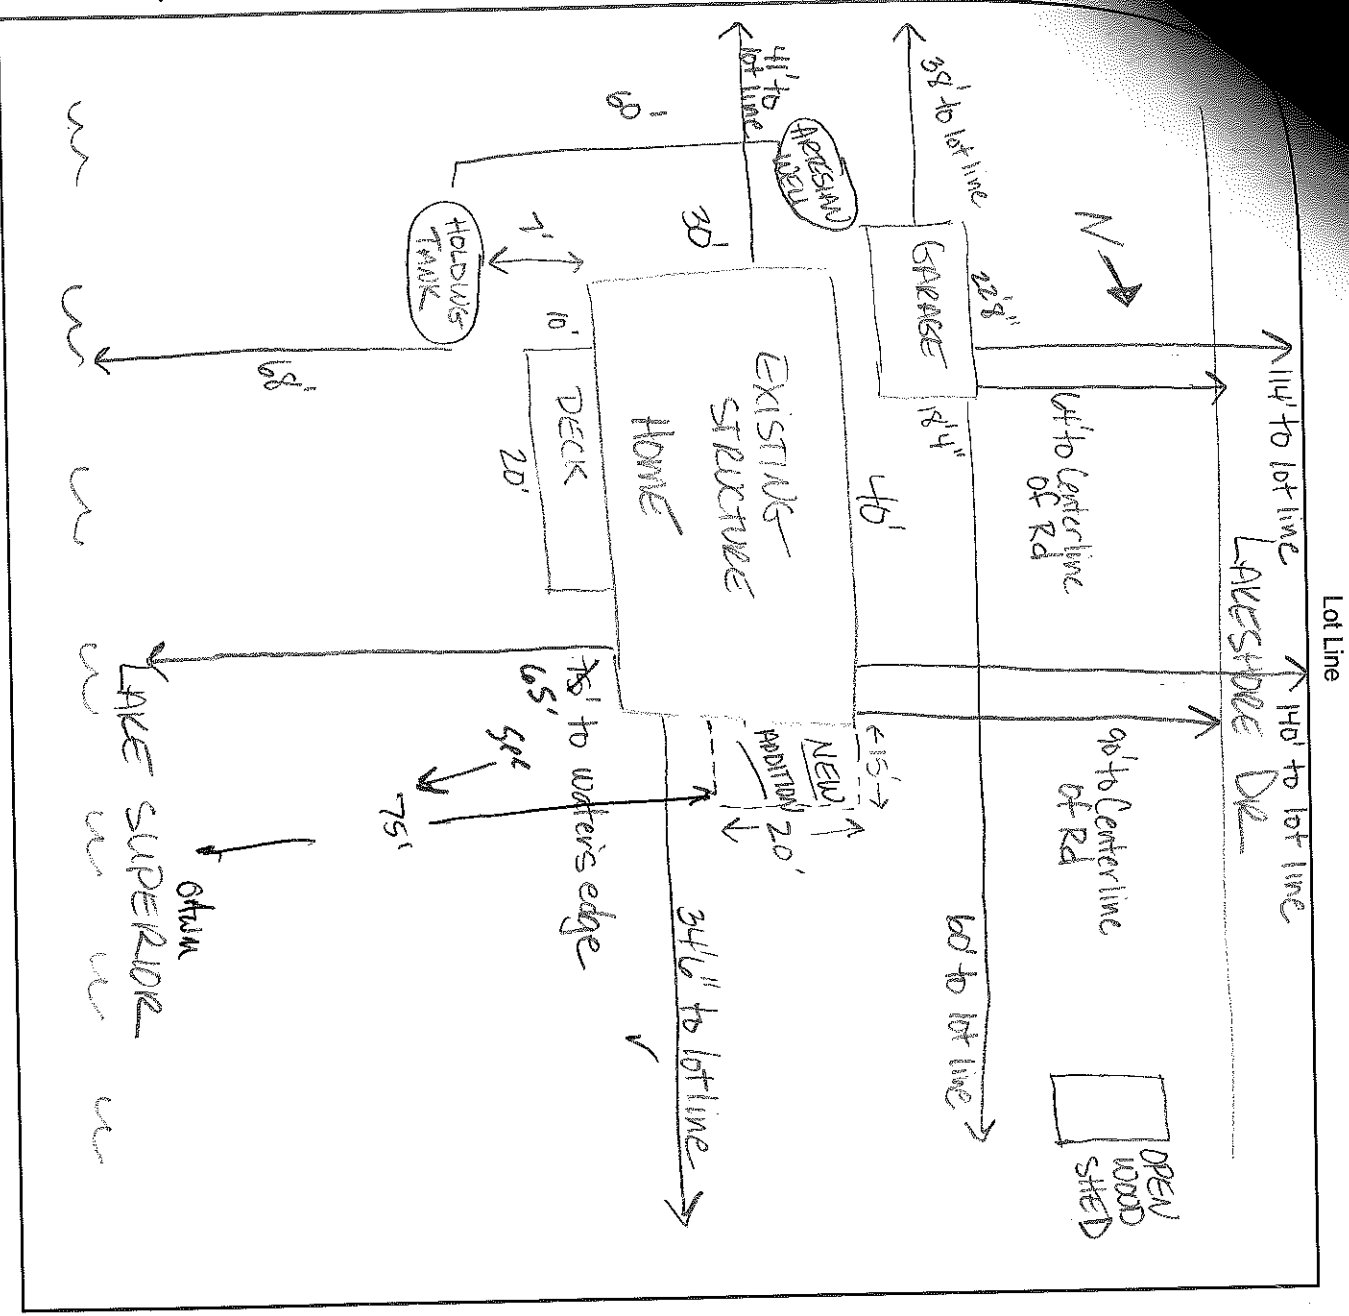 Lot Line
114' to lot line
LAKESHORE DR
140' to lot line
N
64' to Centerline
of Rd
90' to Centerline
of Rd
OPEN
WOOD
SHED
38' to lot line
22'8"
GARAGE
18'4"
60' to lot line
41' to
lot line
ARTESIAN
WELL
60'
30'
40'
EXISTING
STRUCTURE
HOME
←15'→
NEW
ADDITION
20'
34'6" to lot line
7'
HOLDING
TANK
10'
DECK
20'
65' to water's edge
75'
68'
LAKE SUPERIOR